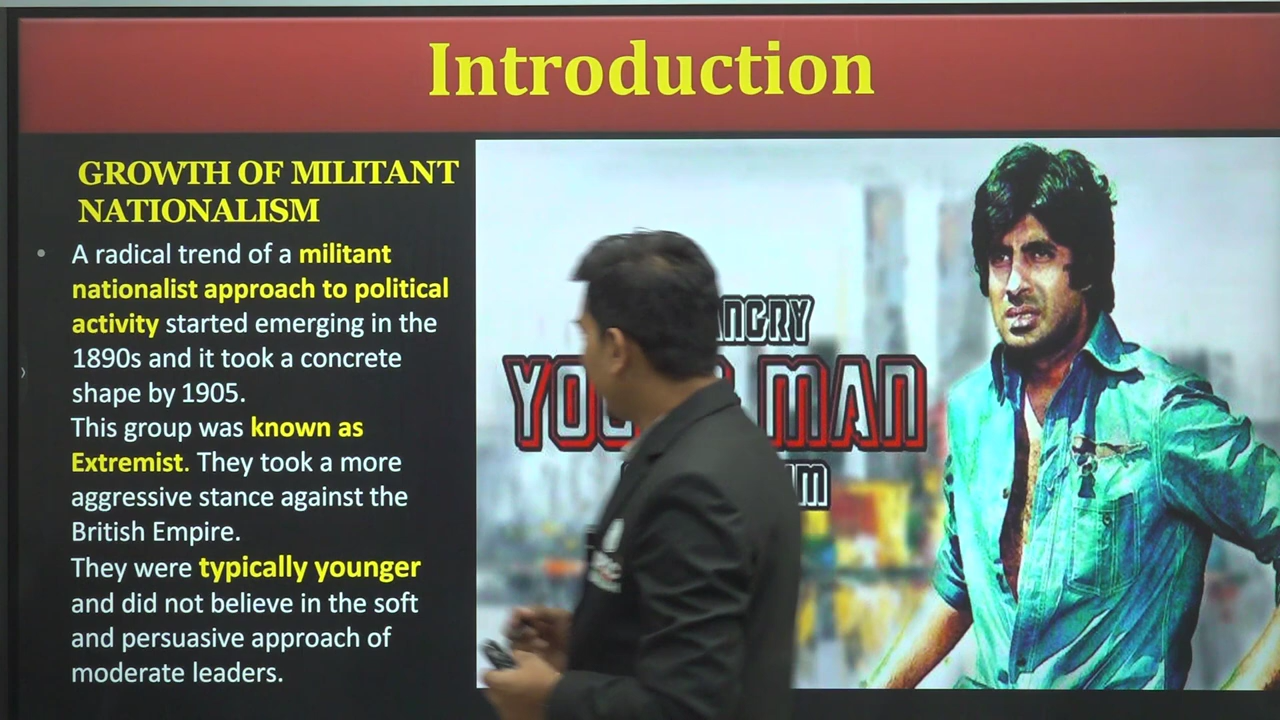 Introduction
GROWTH OF MILITANT
NATIONALISM
• A radical trend of a militant
nationalist approach to political
activity started emerging in the
1890s and it took a concrete
shape by 1905.
This group was known as
Extremist. They took a more
aggressive stance against the
British Empire.
They were typically younger
and did not believe in the soft
and persuasive approach of
moderate leaders.
MAN